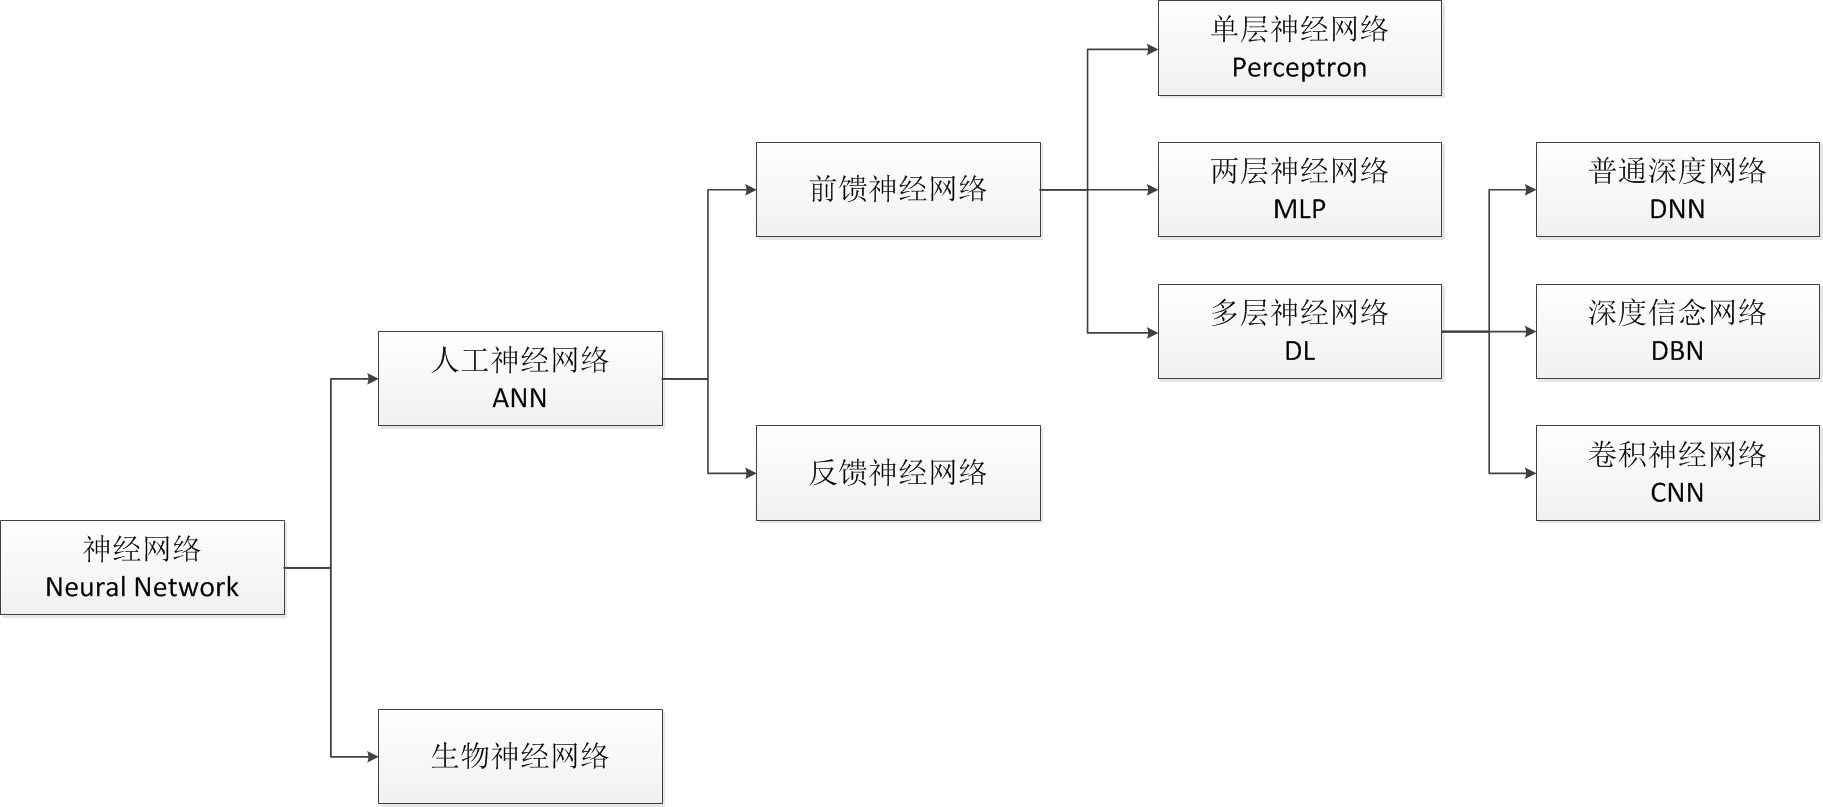 单层神经网络
Perceptron
前馈神经网络
两层神经网络
MLP
普通深度网络
DNN
多层神经网络
DL
深度信念网络
DBN
人工神经网络
ANN
反馈神经网络
卷积神经网络
CNN
神经网络
Neural Network
生物神经网络